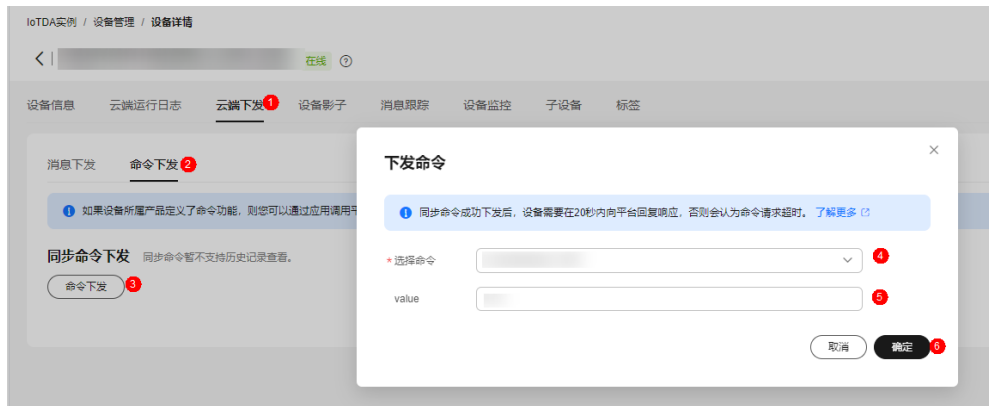 IoTDA实例 / 设备管理 / 设备详情
在线
设备信息 云端运行日志 云端下发 1 设备影子 消息跟踪 设备监控 子设备 标签
消息下发 命令下发 2
如果设备所属产品定义了命令功能，则您可以通过应用调用平
同步命令下发 同步命令暂不支持历史记录查看。
命令下发 3
下发命令
同步命令成功下发后，设备需要在20秒内向平台回复响应，否则会认为命令请求超时。 了解更多
* 选择命令 4
value 5
取消 确定 6